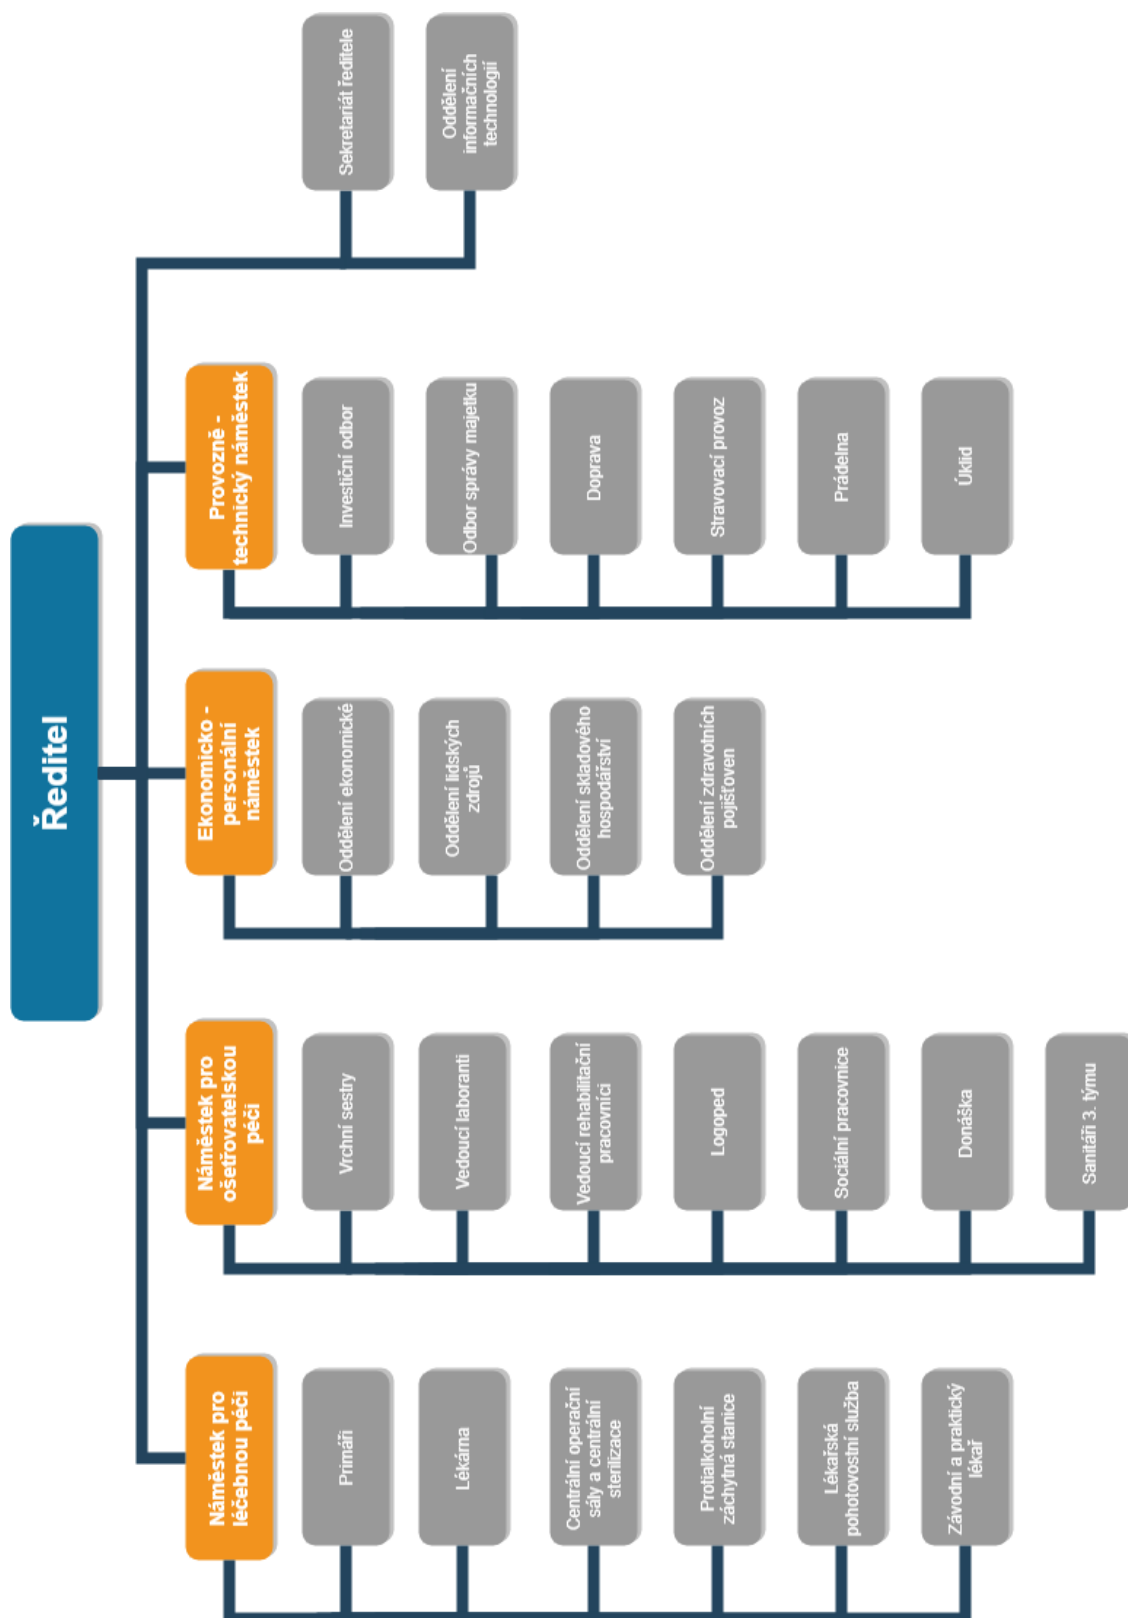 Ředitel
Náměstek pro
léčebnou péči
Primáři
Lékárna
Centrální operační
sály a centrální
sterilizace
Protialkoholní
záchytná stanice
Lékařská
pohotovostní služba
Závodní a praktický
lékař
Náměstek pro
ošetřovatelskou
péči
Vrchní sestry
Vedoucí laboranti
Vedoucí rehabilitační
pracovníci
Logoped
Sociální pracovnice
Donáška
Sanitáři 3. týmu
Ekonomicko -
personální
náměstek
Oddělení ekonomické
Oddělení lidských
zdrojů
Oddělení skladového
hospodářství
Oddělení zdravotních
pojišťoven
Provozně -
technický náměstek
Investiční odbor
Odbor správy majetku
Doprava
Stravovací provoz
Prádelna
Úklid
Sekretariát ředitele
Oddělení
informačních
technologií